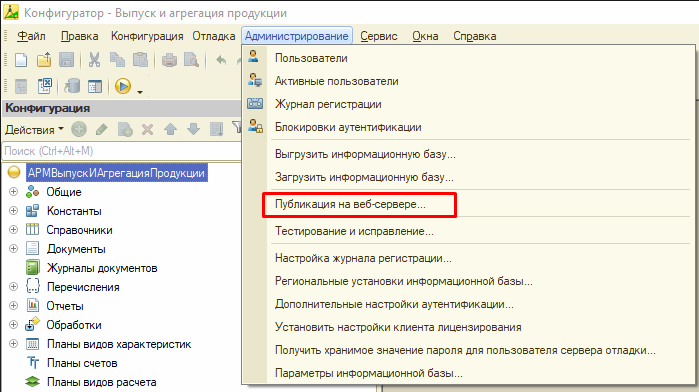 Конфигуратор - Выпуск и агрегация продукции
Файл Правка Конфигурация Отладка Администрирование Сервис Окна Справка
Конфигурация
Действия
Поиск (Ctrl+Alt+M)
АРМВыпускИАгрегацияПродукции
Общие
Константы
Справочники
Документы
Журналы документов
Перечисления
Отчеты
Обработки
Планы видов характеристик
Планы счетов
Планы видов расчета
Пользователи
Активные пользователи
Журнал регистрации
Блокировки аутентификации
Выгрузить информационную базу...
Загрузить информационную базу...
Публикация на веб-сервере...
Тестирование и исправление...
Настройка журнала регистрации...
Региональные установки информационной базы...
Дополнительные настройки аутентификации...
Установить настройки клиента лицензирования
Получить хранимое значение пароля для пользователя сервера отладки...
Параметры информационной базы...